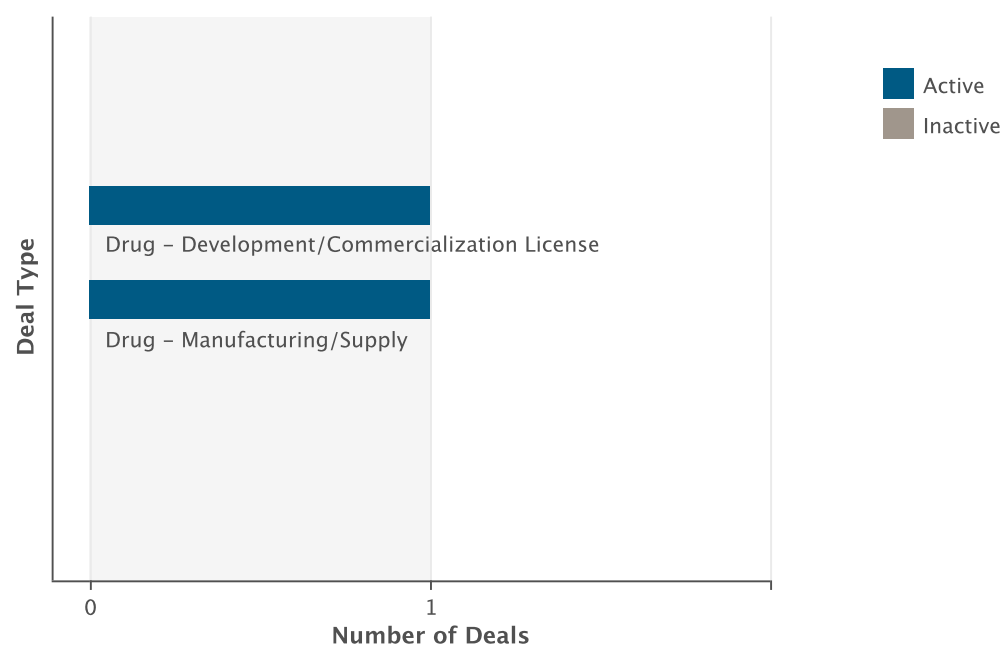 Active
Inactive
Drug – Development/Commercialization License
Drug – Manufacturing/Supply
Deal Type
0 1
Number of Deals